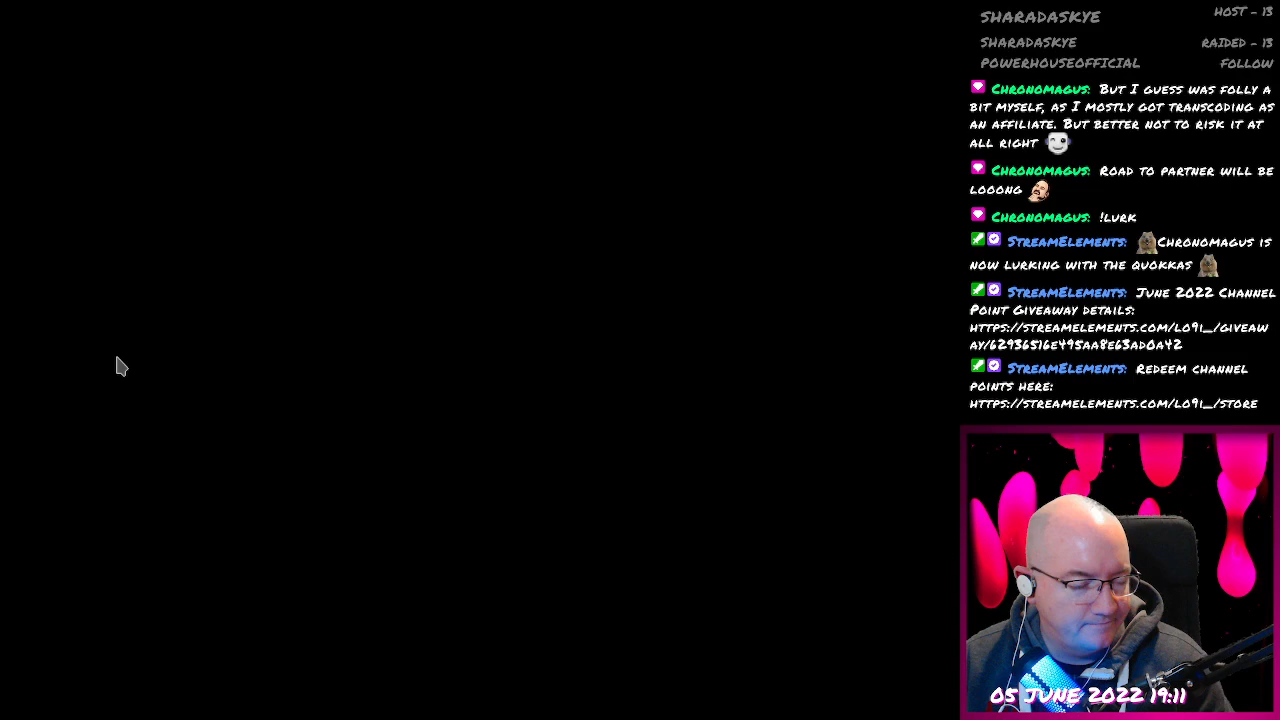 SHARADASKYE HOST - 13
SHARADASKYE RAIDED - 13
POWERHOUSEOFFICIAL FOLLOW
CHRONOMAGUS: BUT I GUESS WAS FOLLY A
BIT MYSELF, AS I MOSTLY GOT TRANSCODING AS
AN AFFILIATE. BUT BETTER NOT TO RISK IT AT
ALL RIGHT
CHRONOMAGUS: ROAD TO PARTNER WILL BE
LOOONG
CHRONOMAGUS: !LURK
STREAMELEMENTS: CHRONOMAGUS IS
NOW LURKING WITH THE QUOKKAS
STREAMELEMENTS: JUNE 2022 CHANNEL
POINT GIVEAWAY DETAILS:
HTTPS://STREAMELEMENTS.COM/LO9I_/GIVEAW
AY/62936516E495AA8E63AD0A42
STREAMELEMENTS: REDEEM CHANNEL
POINTS HERE:
HTTPS://STREAMELEMENTS.COM/LO9I_/STORE
05 JUNE 2022 19:11